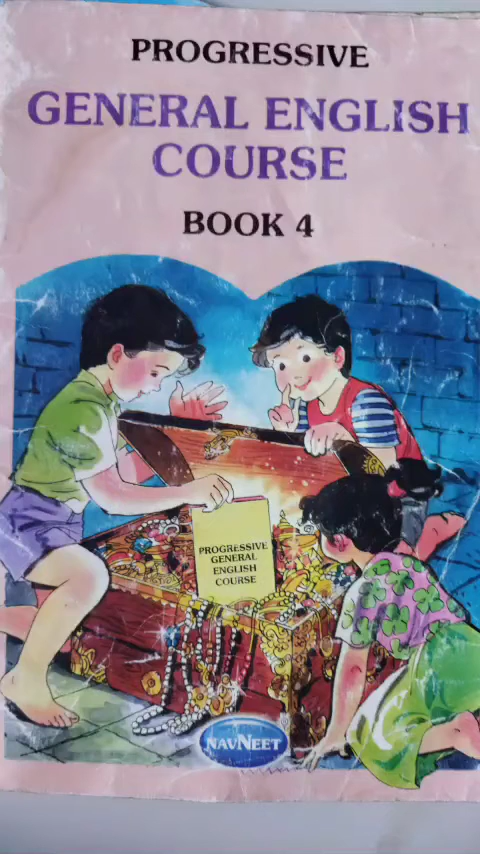 PROGRESSIVE
GENERAL ENGLISH
COURSE
BOOK 4
PROGRESSIVE
GENERAL
ENGLISH
COURSE
NAVNEET